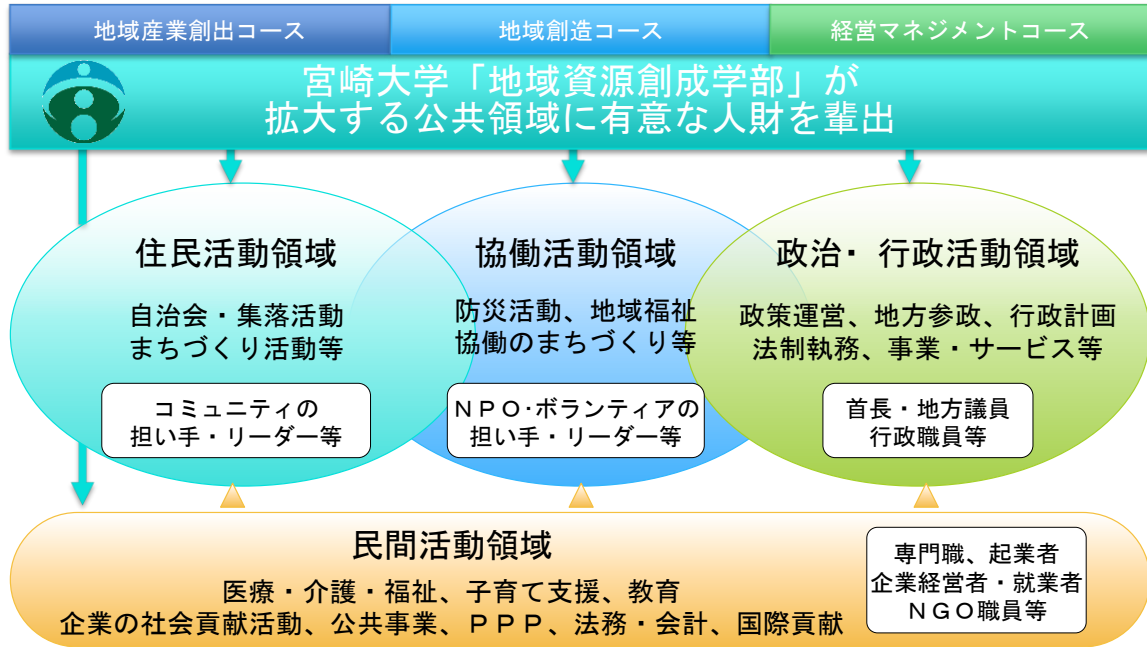 地域産業創出コース
地域創造コース
経営マネジメントコース
宮崎大学「地域資源創成学部」が
拡大する公共領域に有意な人財を輩出
住民活動領域
自治会・集落活動
まちづくり活動等
コミュニティの
担い手・リーダー等
協働活動領域
防災活動、地域福祉
協働のまちづくり等
ＮＰＯ･ボランティアの
担い手・リーダー等
政治・行政活動領域
政策運営、地方参政、行政計画
法制執務、事業・サービス等
首長・地方議員
行政職員等
民間活動領域
医療・介護・福祉、子育て支援、教育
企業の社会貢献活動、公共事業、ＰＰＰ、法務・会計、国際貢献
専門職、起業者
企業経営者・就業者
ＮＧＯ職員等